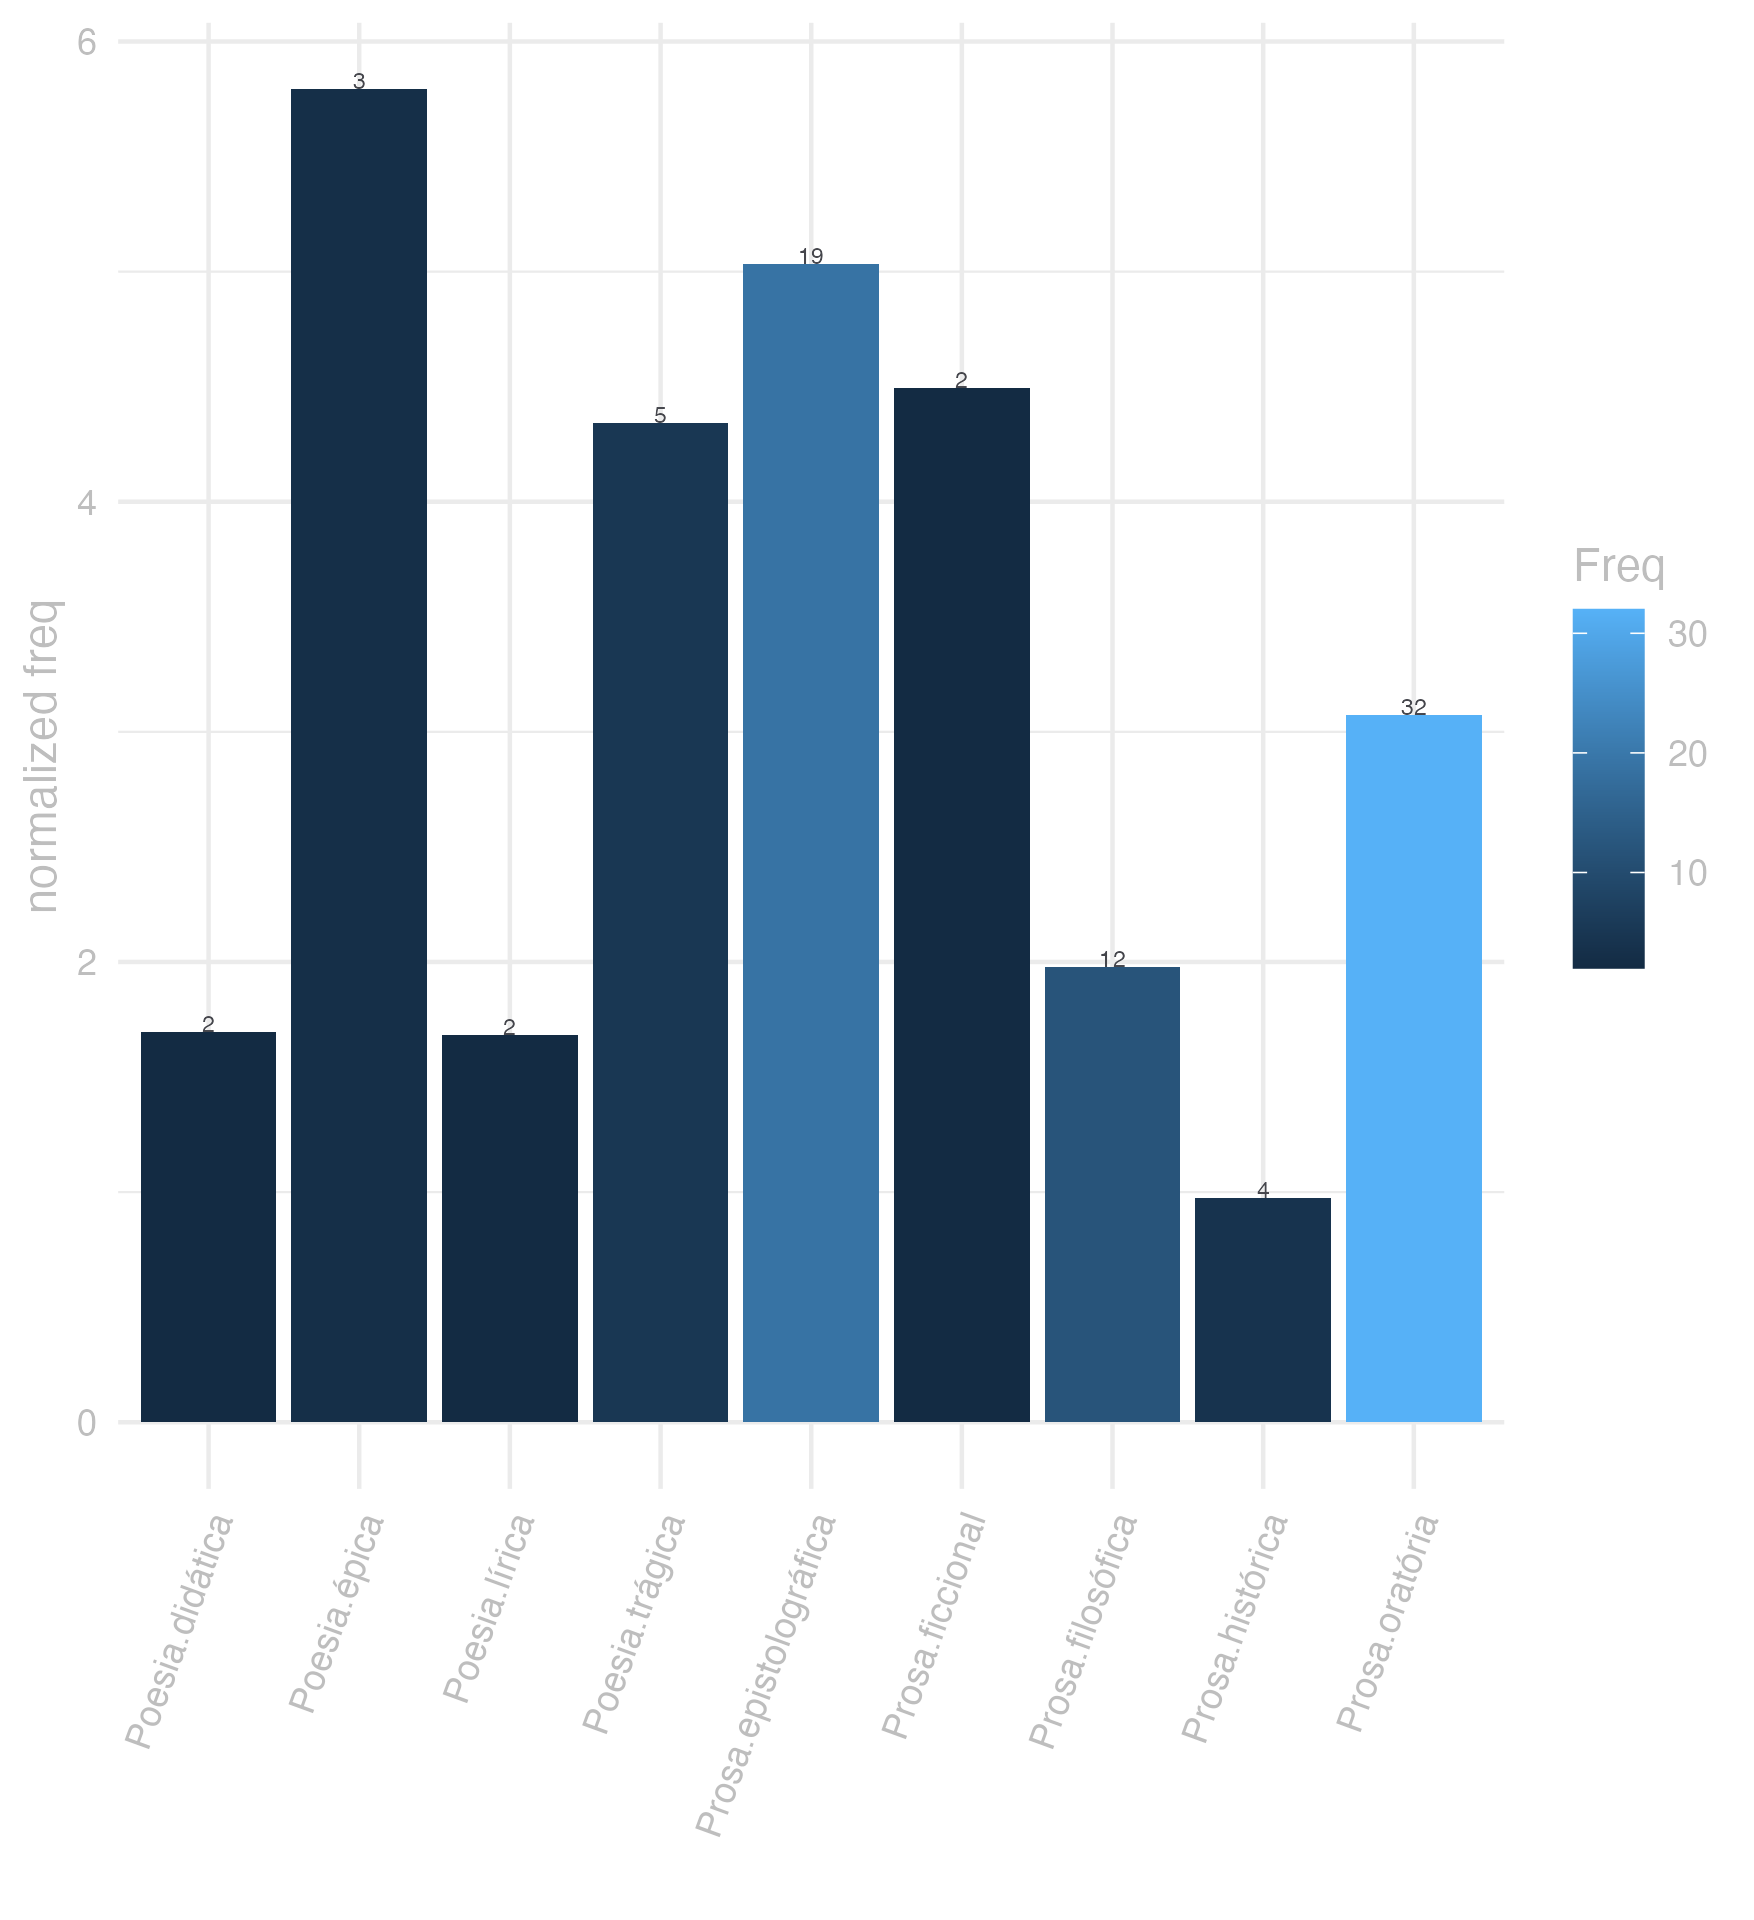 6
4
2
0
normalized freq
2
3
2
5
19
2
12
4
32
Poesia.didática
Poesia.épica
Poesia.lírica
Poesia.trágica
Prosa.epistolográfica
Prosa.ficcional
Prosa.filosófica
Prosa.histórica
Prosa.oratória
Freq
30
20
10